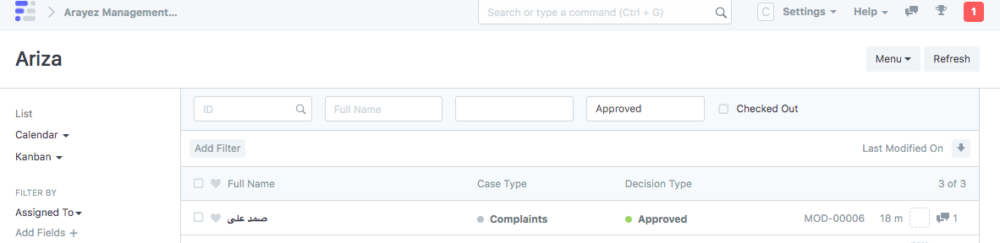 Arayez Management...
Search or type a command (Ctrl + G)
C
Settings
Help
1
Ariza
Menu
Refresh
List
Calendar
Kanban
FILTER BY
Assigned To
Add Fields +
ID
Full Name
Approved
Checked Out
Add Filter
Last Modified On
Full Name
Case Type
Decision Type
3 of 3
صمد علی
Complaints
Approved
MOD-00006
18 m
1